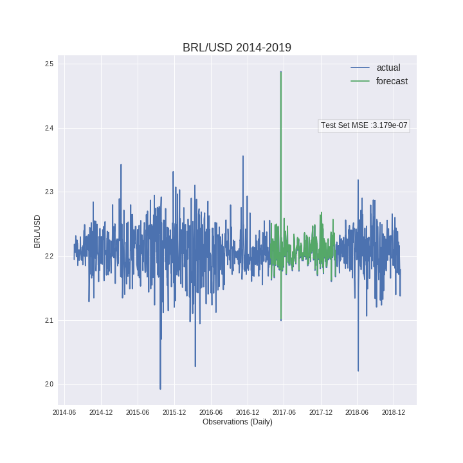 BRL/USD 2014-2019
2.5
2.4
2.3
2.2
2.1
2.0
BRL/USD
actual
forecast
Test Set MSE :3.179e-07
2014-06 2014-12 2015-06 2015-12 2016-06 2016-12 2017-06 2017-12 2018-06 2018-12
Observations (Daily)